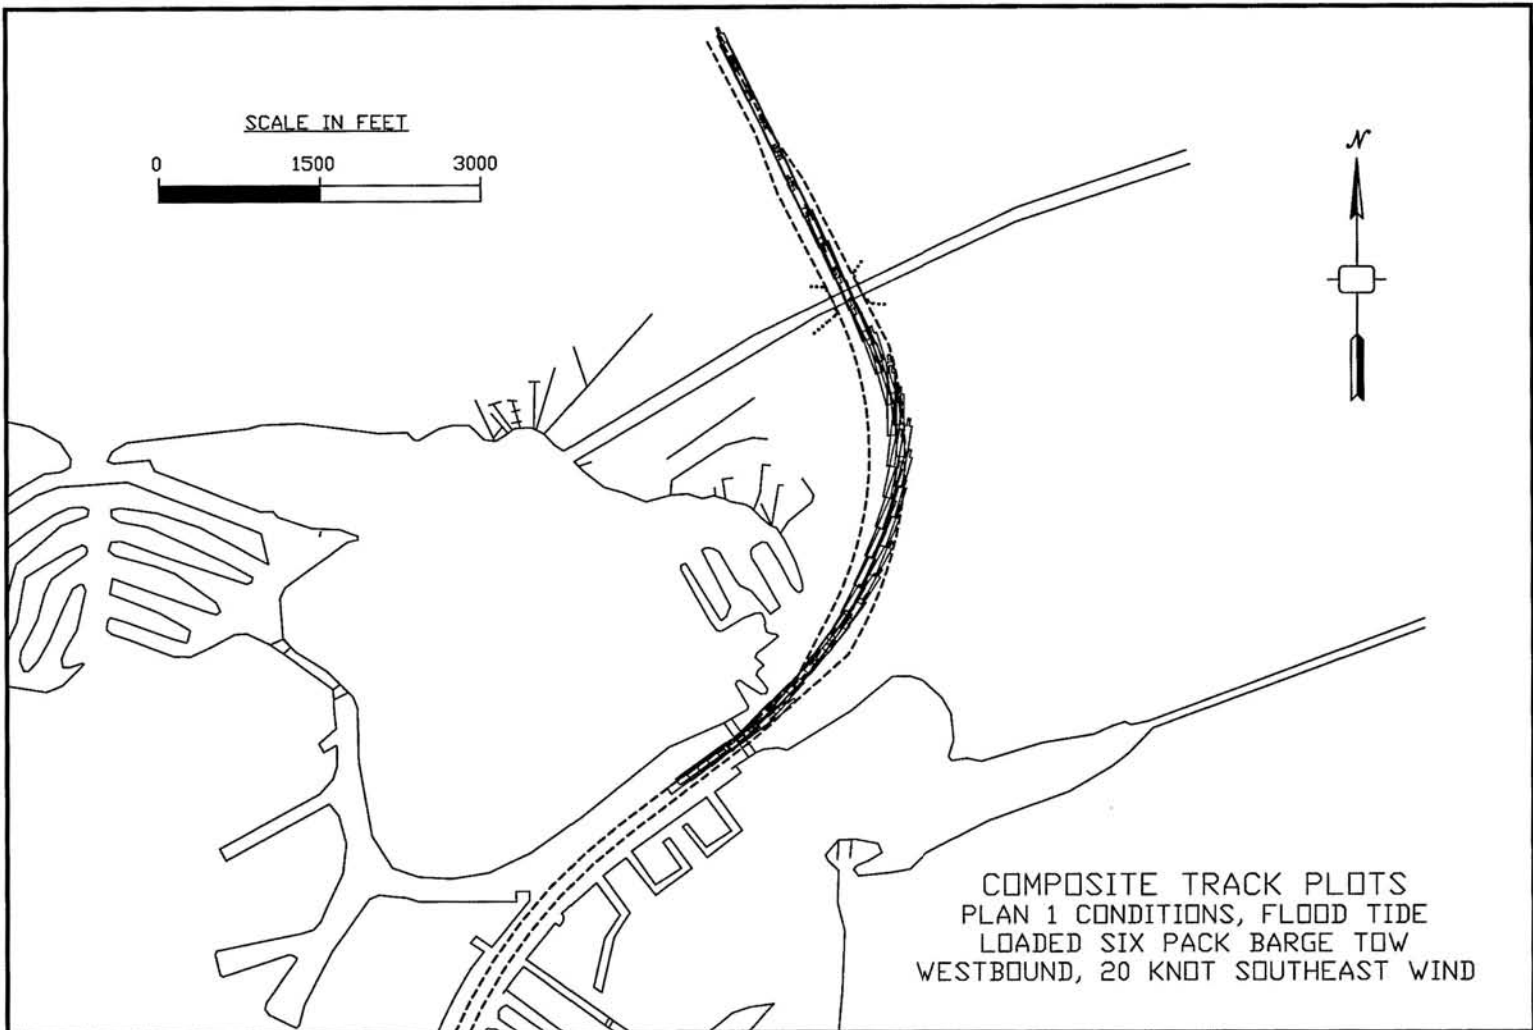 SCALE IN FEET
0 1500 3000
N
COMPOSITE TRACK PLOTS
PLAN 1 CONDITIONS, FLOOD TIDE
LOADED SIX PACK BARGE TOW
WESTBOUND, 20 KNOT SOUTHEAST WIND